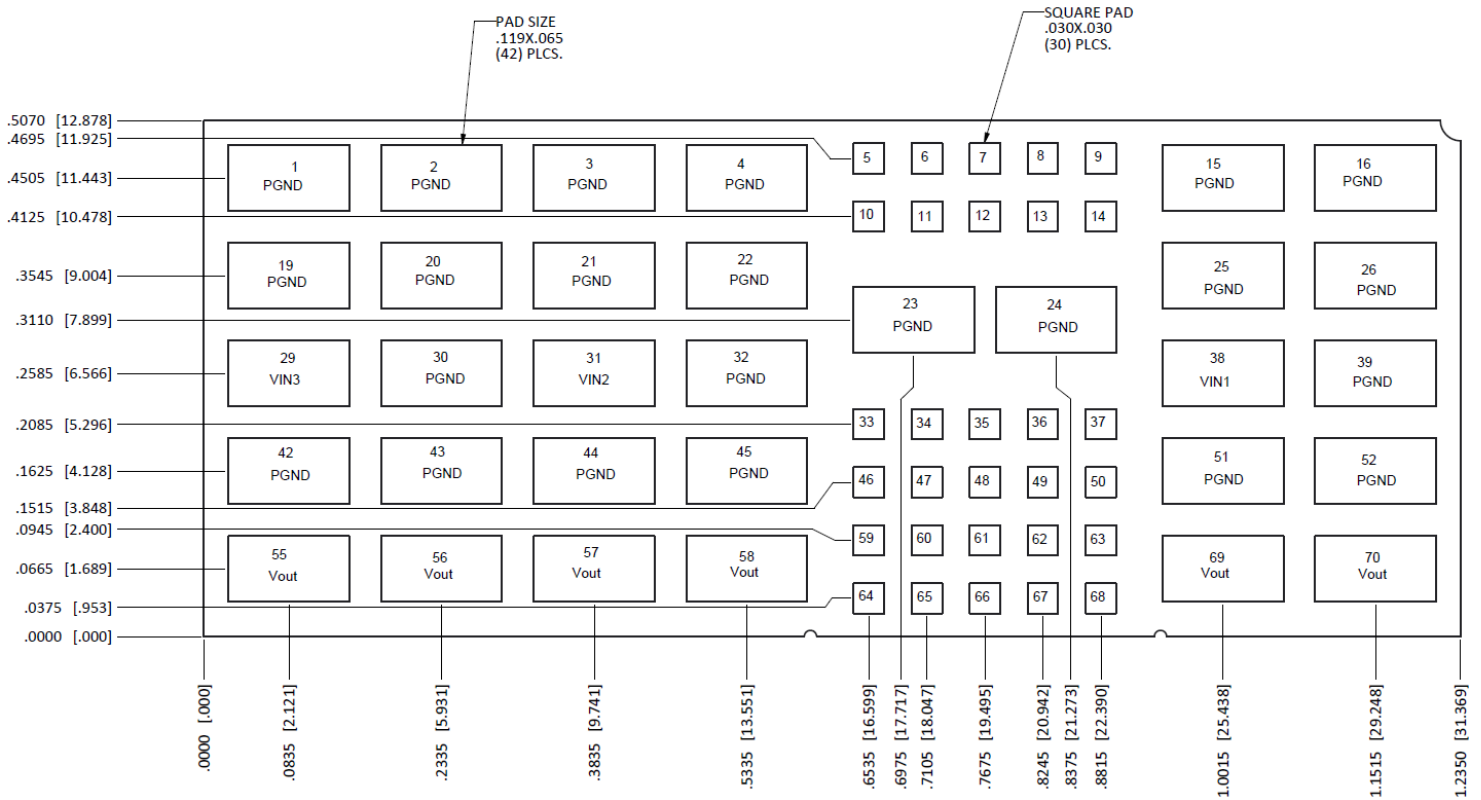 PAD SIZE
.119X.065
(42) PLCS.
SQUARE PAD
.030X.030
(30) PLCS.
.5070 [12.878]
.4695 [11.925]
.4505 [11.443]
.4125 [10.478]
.3545 [9.004]
.3110 [7.899]
.2585 [6.566]
.2085 [5.296]
.1625 [4.128]
.1515 [3.848]
.0945 [2.400]
.0665 [1.689]
.0375 [.953]
.0000 [.000]
1
PGND
2
PGND
3
PGND
4
PGND
5
6
7
8
9
15
PGND
16
PGND
10
11
12
13
14
19
PGND
20
PGND
21
PGND
22
PGND
25
PGND
26
PGND
23
PGND
24
PGND
29
VIN3
30
PGND
31
VIN2
32
PGND
38
VIN1
39
PGND
33
34
35
36
37
42
PGND
43
PGND
44
PGND
45
PGND
46
47
48
49
50
51
PGND
52
PGND
55
Vout
56
Vout
57
Vout
58
Vout
59
60
61
62
63
69
Vout
70
Vout
64
65
66
67
68
.0000 [.000]
.0835 [2.121]
.2335 [5.931]
.3835 [9.741]
.5335 [13.551]
.6535 [16.599]
.6975 [17.717]
.7105 [18.047]
.7675 [19.495]
.8245 [20.942]
.8375 [21.273]
.8815 [22.390]
1.0015 [25.438]
1.1515 [29.248]
1.2350 [31.369]